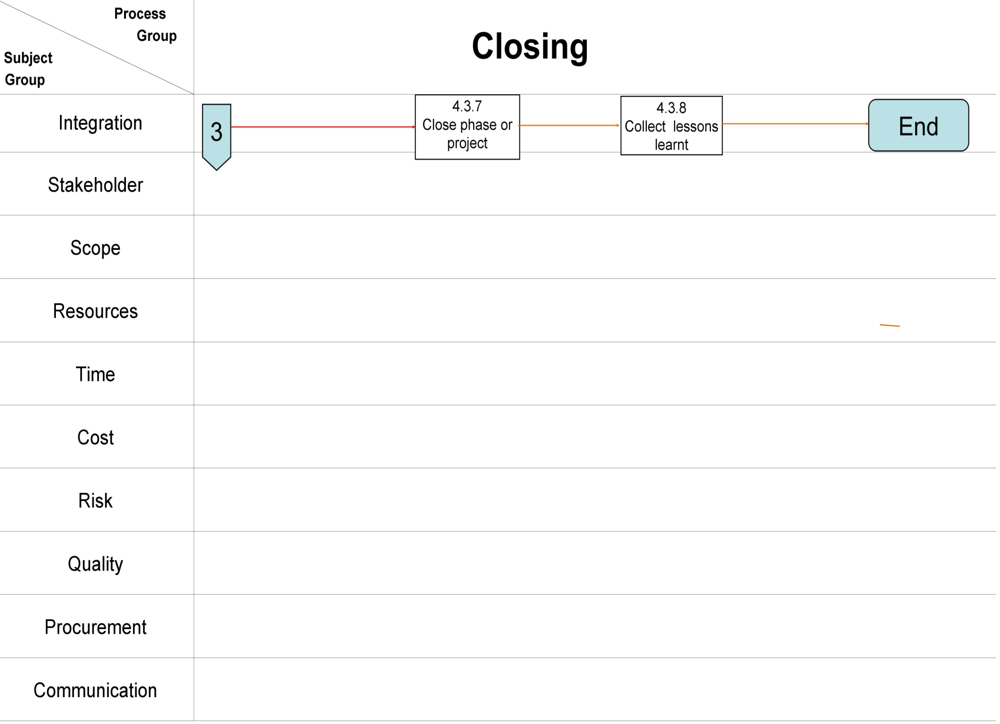 Process
Group
Subject
Group
Closing
Integration
3
4.3.7
Close phase or
project
4.3.8
Collect lessons
learnt
End
Stakeholder
Scope
Resources
Time
Cost
Risk
Quality
Procurement
Communication